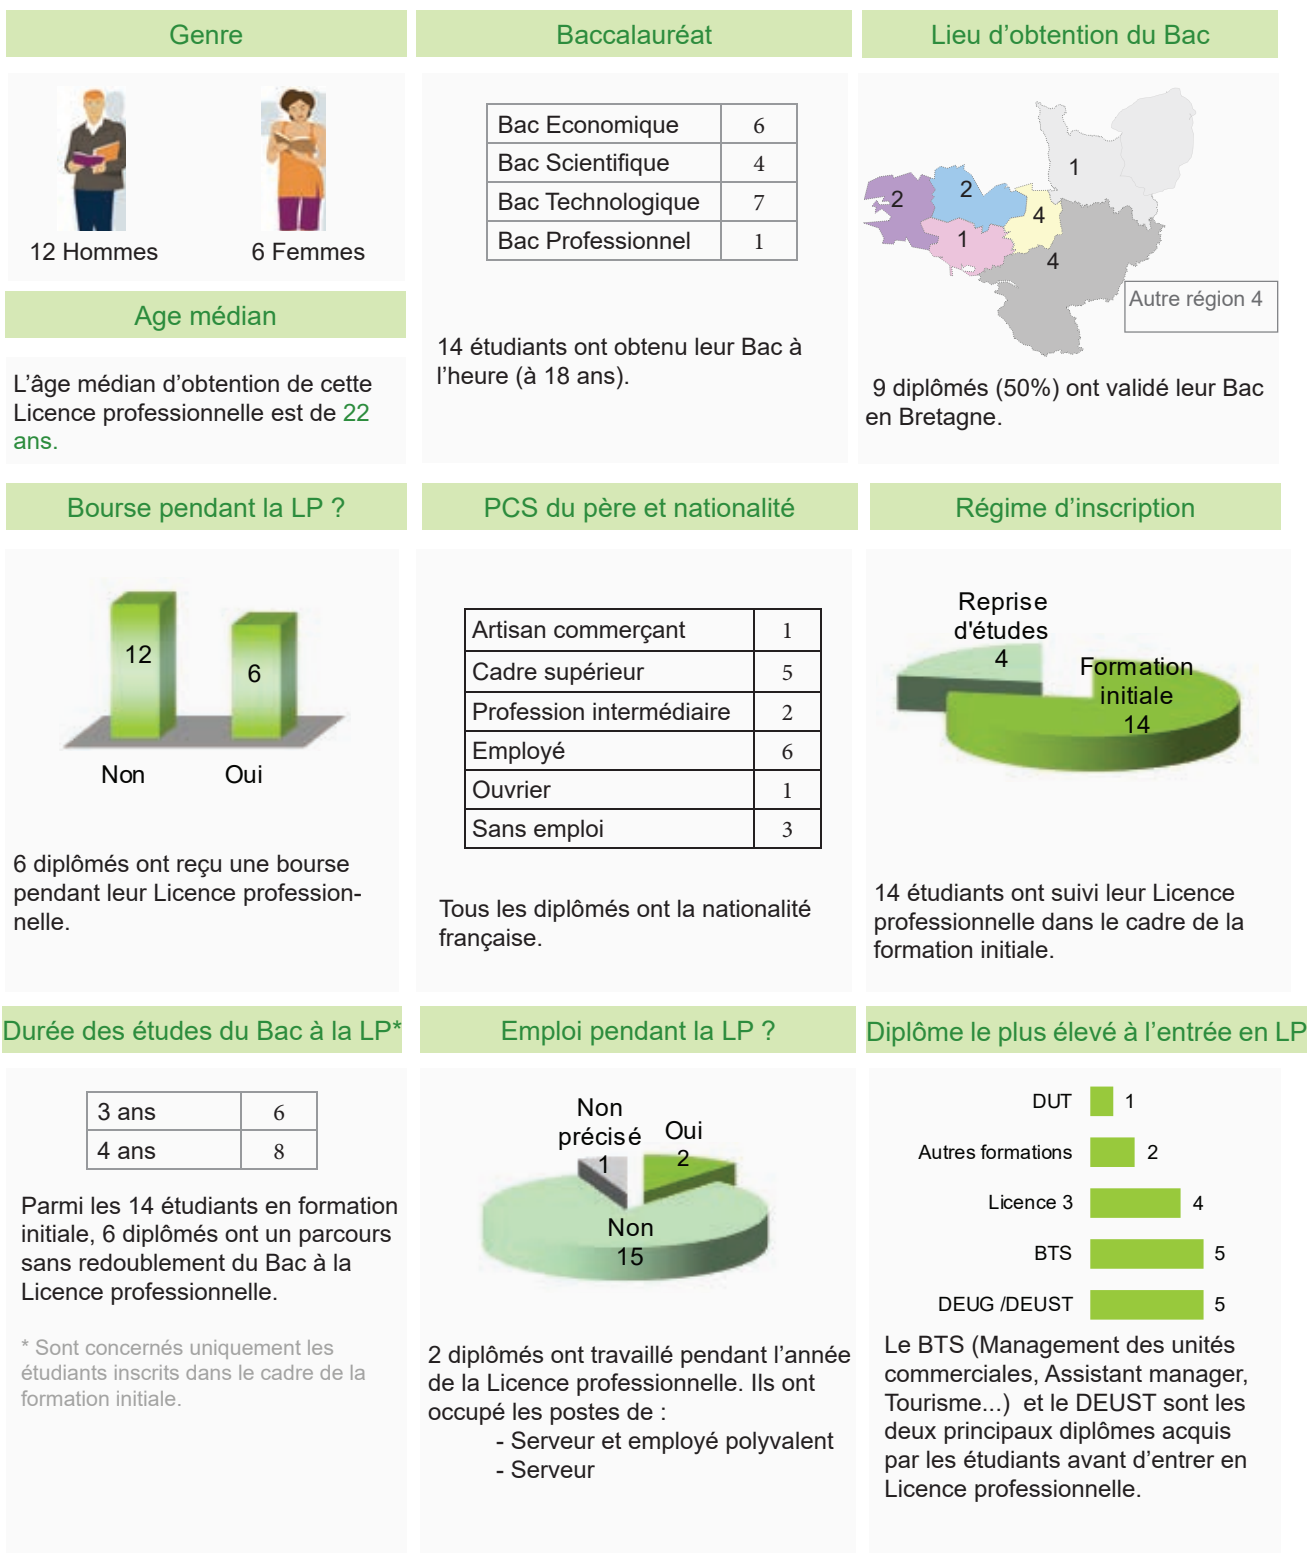 Genre
12 Hommes
6 Femmes
Age médian
L’âge médian d’obtention de cette
Licence professionnelle est de 22
ans.
Baccalauréat
Bac Economique 6
Bac Scientifique 4
Bac Technologique 7
Bac Professionnel 1
14 étudiants ont obtenu leur Bac à
l’heure (à 18 ans).
Lieu d’obtention du Bac
1
2
2
4
1
4
Autre région 4
9 diplômés (50%) ont validé leur Bac
en Bretagne.
Bourse pendant la LP ?
12
6
Non
Oui
6 diplômés ont reçu une bourse
pendant leur Licence profession-
nelle.
PCS du père et nationalité
Artisan commerçant 1
Cadre supérieur 5
Profession intermédiaire 2
Employé 6
Ouvrier 1
Sans emploi 3
Tous les diplômés ont la nationalité
française.
Régime d’inscription
Reprise
d'études
4
Formation
initiale
14
14 étudiants ont suivi leur Licence
professionnelle dans le cadre de la
formation initiale.
Durée des études du Bac à la LP*
3 ans 6
4 ans 8
Parmi les 14 étudiants en formation
initiale, 6 diplômés ont un parcours
sans redoublement du Bac à la
Licence professionnelle.
* Sont concernés uniquement les
étudiants inscrits dans le cadre de la
formation initiale.
Emploi pendant la LP ?
Non
précisé
1
Oui
2
Non
15
2 diplômés ont travaillé pendant l’année
de la Licence professionnelle. Ils ont
occupé les postes de :
- Serveur et employé polyvalent
- Serveur
Diplôme le plus élevé à l’entrée en LP
DUT 1
Autres formations 2
Licence 3 4
BTS 5
DEUG /DEUST 5
Le BTS (Management des unités
commerciales, Assistant manager,
Tourisme...) et le DEUST sont les
deux principaux diplômes acquis
par les étudiants avant d’entrer en
Licence professionnelle.